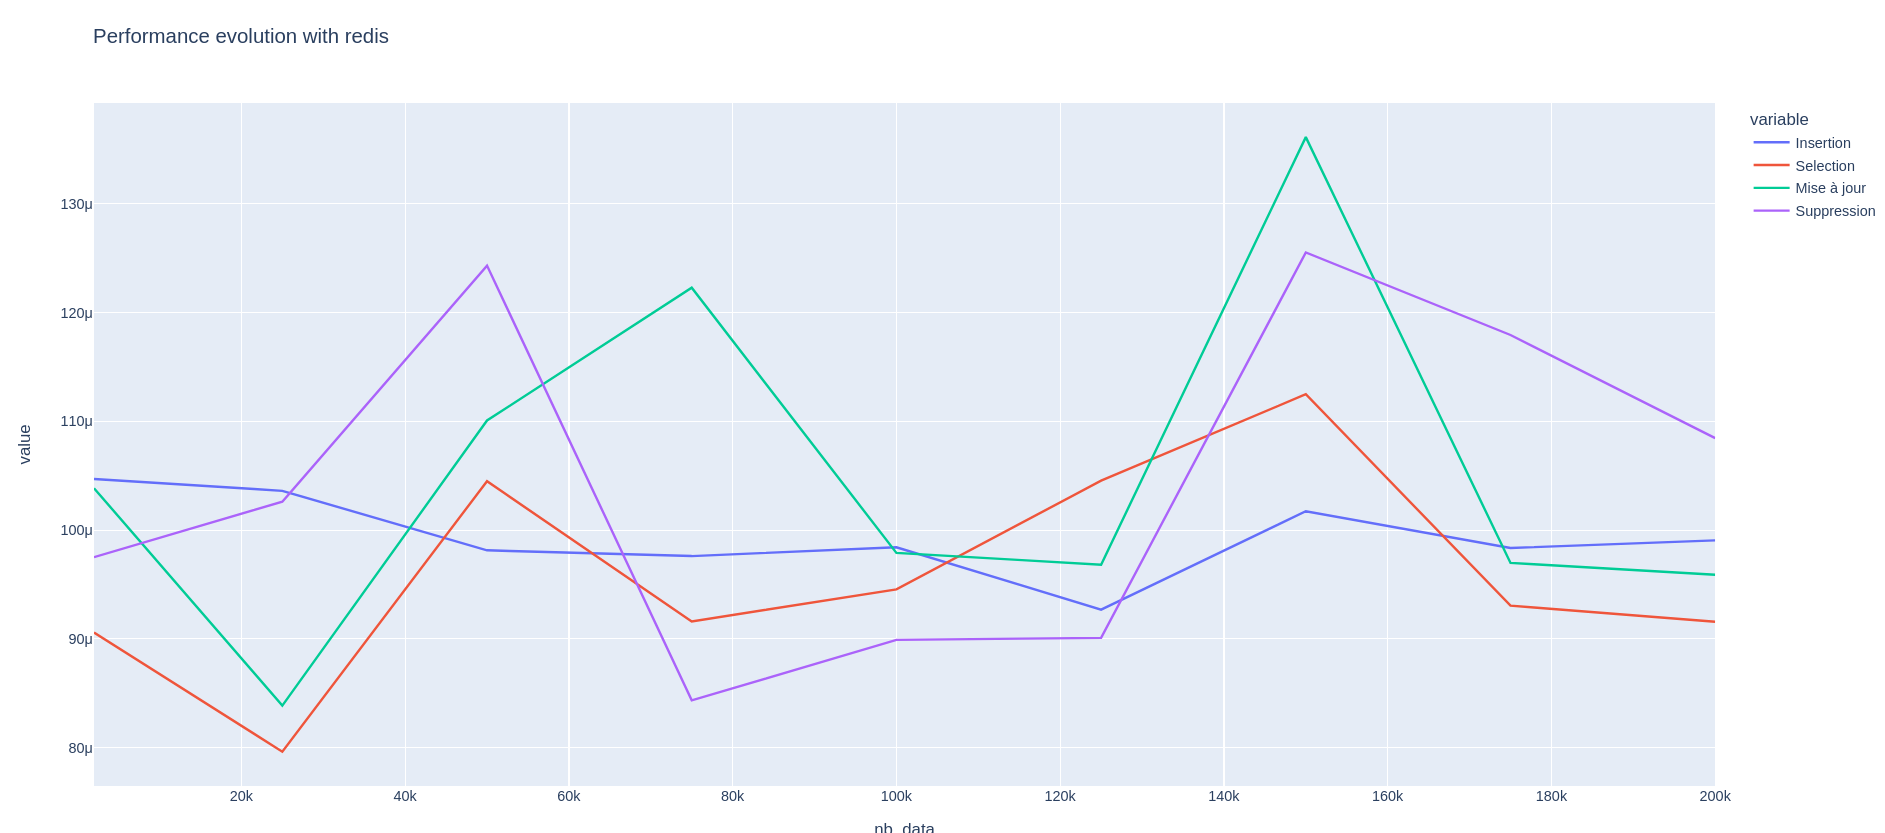 Performance evolution with redis
variable
Insertion
Selection
Mise à jour
Suppression
130μ
120μ
110μ
100μ
90μ
80μ
value
20k
40k
60k
80k
100k
120k
140k
160k
180k
200k
nb_data